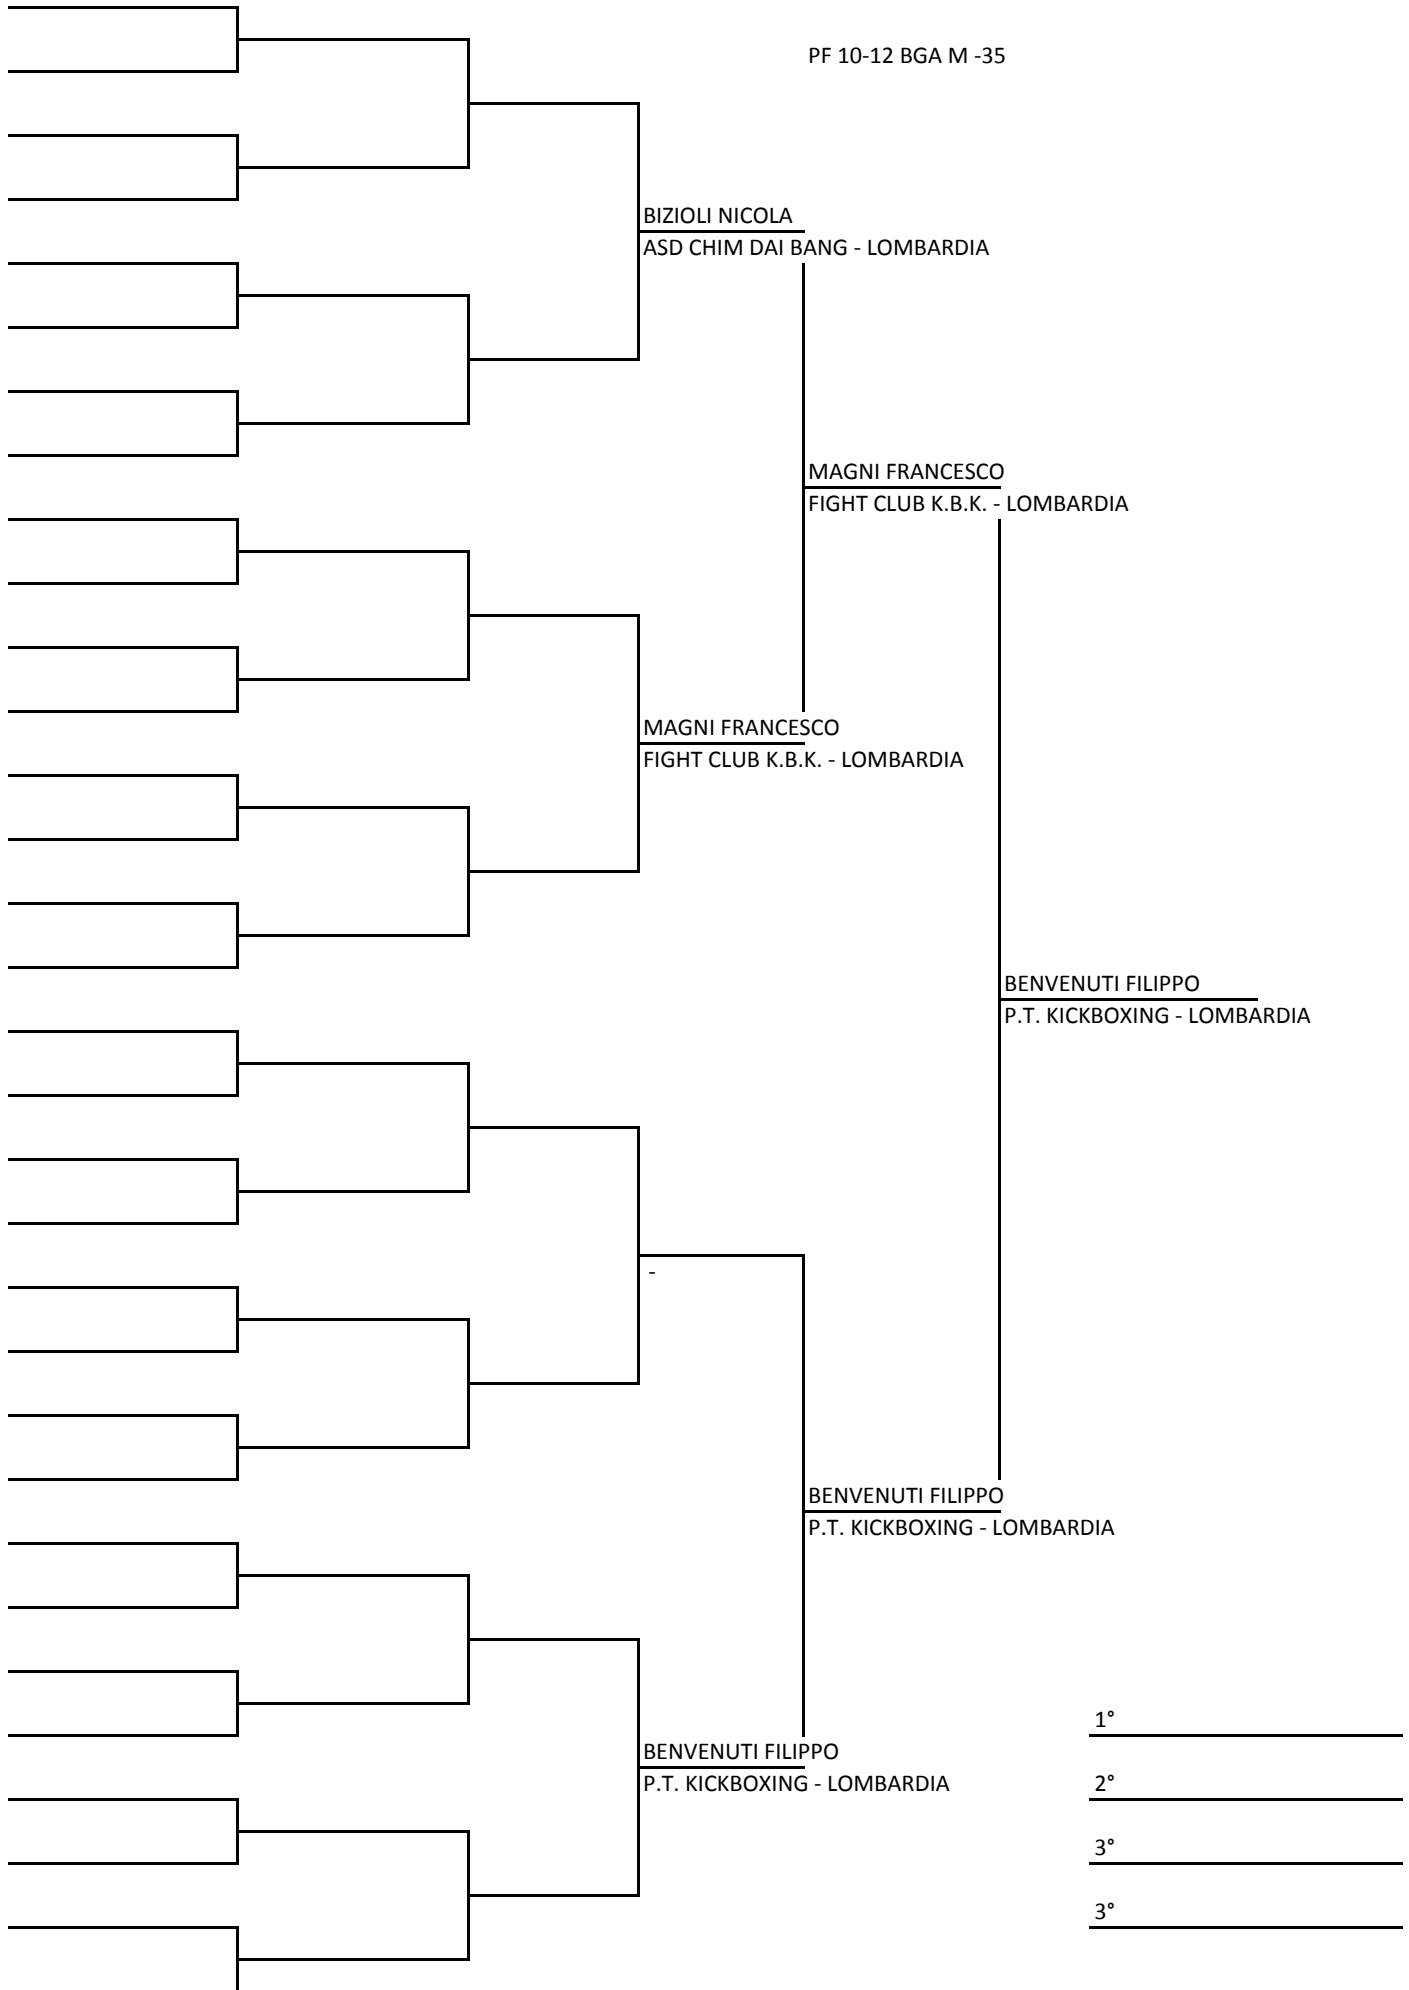 PF 10-12 BGA M -35
BIZIOLI NICOLA
ASD CHIM DAI BANG - LOMBARDIA
MAGNI FRANCESCO
FIGHT CLUB K.B.K. - LOMBARDIA
MAGNI FRANCESCO
FIGHT CLUB K.B.K. - LOMBARDIA
BENVENUTI FILIPPO
P.T. KICKBOXING - LOMBARDIA
-
BENVENUTI FILIPPO
P.T. KICKBOXING - LOMBARDIA
1°
BENVENUTI FILIPPO
P.T. KICKBOXING - LOMBARDIA
2°
3°
3°